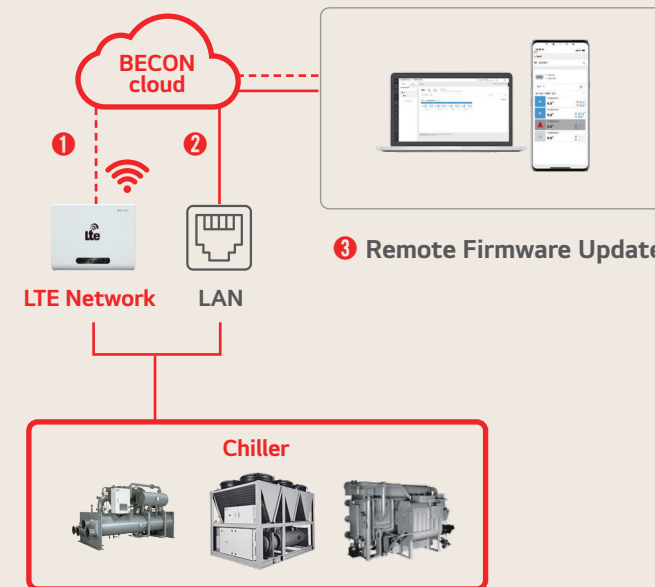 BECON
cloud
❶
❷
Lte
❸ Remote Firmware Update
LTE Network
LAN
Chiller